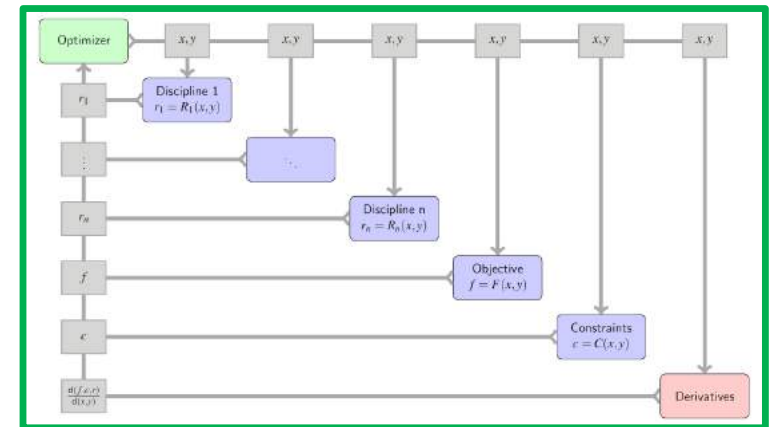 Optimizer
x, y
x, y
x, y
x, y
x, y
x, y
r₁
Discipline 1
r₁ = R₁(x, y)
⋮
⋱
rₙ
Discipline n
rₙ = Rₙ(x, y)
f
Objective
f = F(x, y)
c
Constraints
c = C(x, y)
d(f,c,r)
d(x,y)
Derivatives